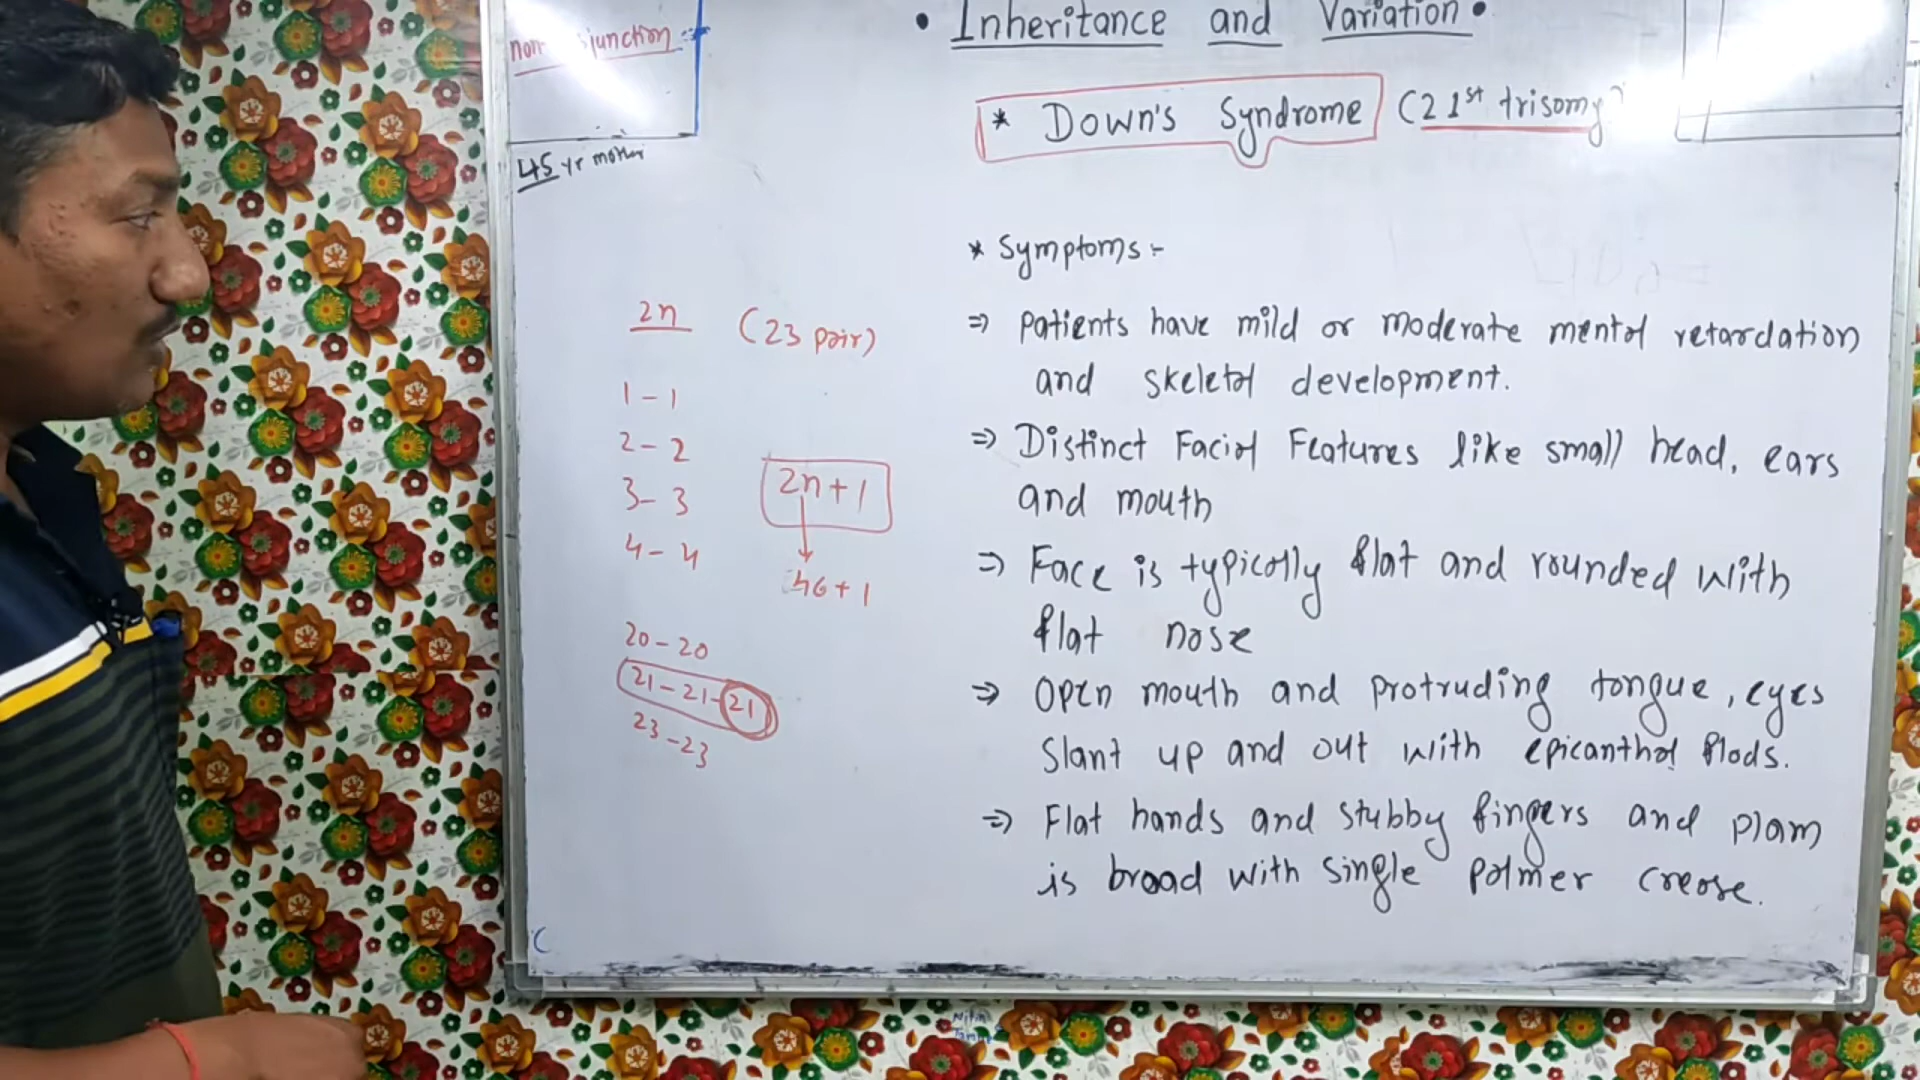 • Inheritance and Variation •
* Down's Syndrome (21st trisomy)
45 yr mother
* Symptoms :-
⇒ Patients have mild or moderate mental retardation
and skeletal development.
⇒ Distinct Facial Features like small head, ears
and mouth
⇒ Face is typically flat and rounded with
flat nose
⇒ Open mouth and protruding tongue, eyes
slant up and out with epicanthal flods.
⇒ Flat hands and stubby fingers and plam
is broad with single palmer crease.
2n (23 pair)
1 - 1
2 - 2
3 - 3
4 - 4
2n+1
46+1
20-20
21-21-21
23-23
C